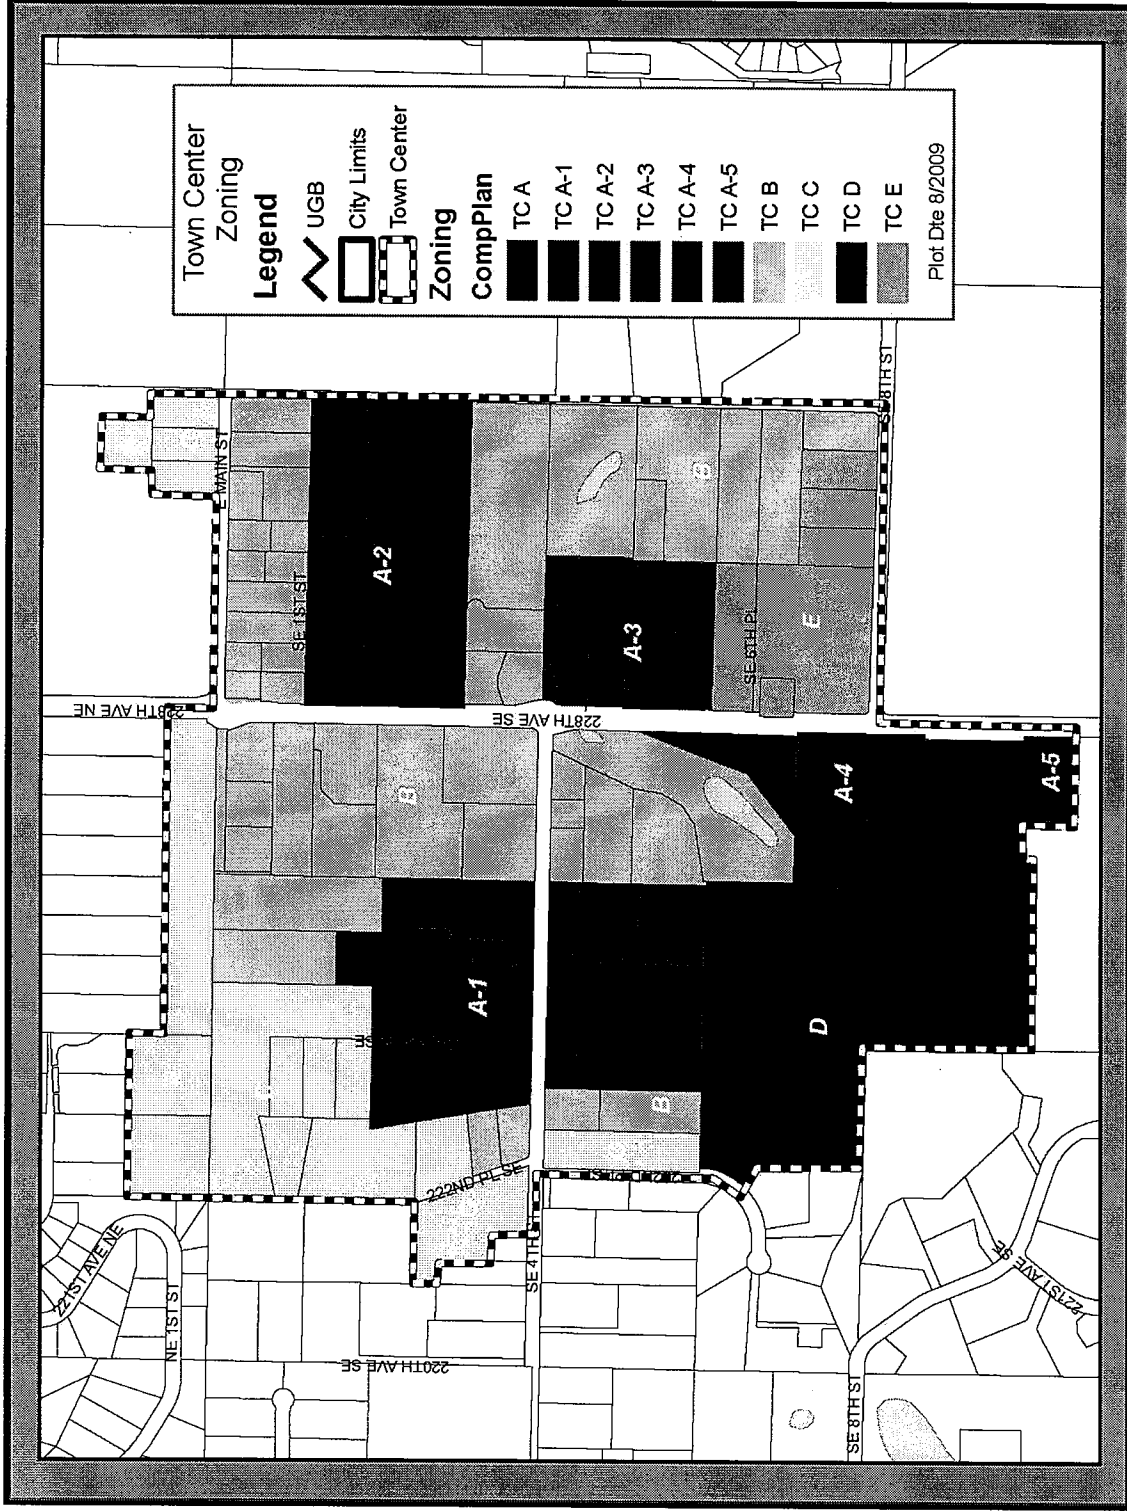 Town Center
Zoning
Legend
UGB
City Limits
Town Center
Zoning
CompPlan
TC A
TC A-1
TC A-2
TC A-3
TC A-4
TC A-5
TC B
TC C
TC D
TC E
Plot Dte 8/2009
221ST AVE NE
NE 1ST ST
228TH AVE NE
E MAIN ST
SE 1ST ST
A-2
B
A-1
222ND PL SE
220TH AVE SE
SE 4TH
228TH AVE SE
A-3
B
B
SE 6TH PL
E
A-4
D
SE 8TH ST
SE 8TH ST
221ST AVE SE
A-5